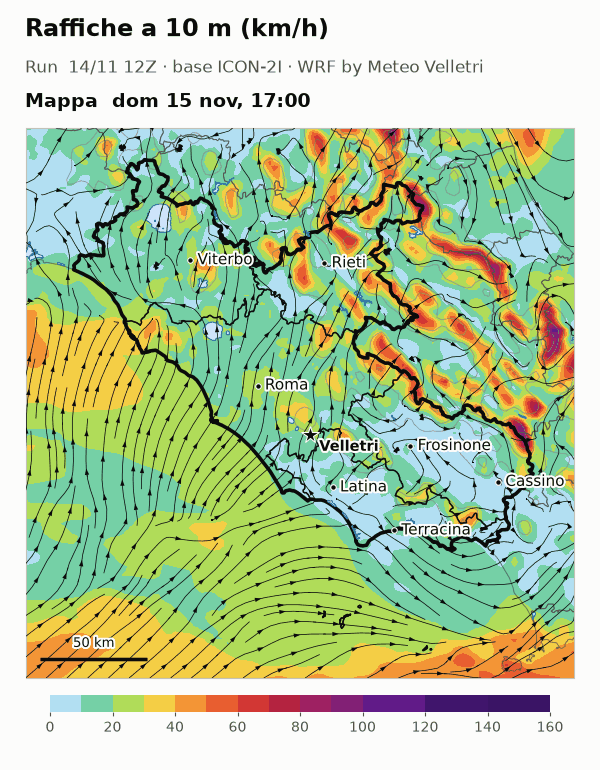 Raffiche a 10 m (km/h)
Run  14/11 12Z · base ICON-2I · WRF by Meteo Velletri
Mappa  dom 15 nov, 17:00
Viterbo
Rieti
Roma
Velletri
Frosinone
Cassino
Latina
Terracina
50 km
0 20 40 60 80 100 120 140 160